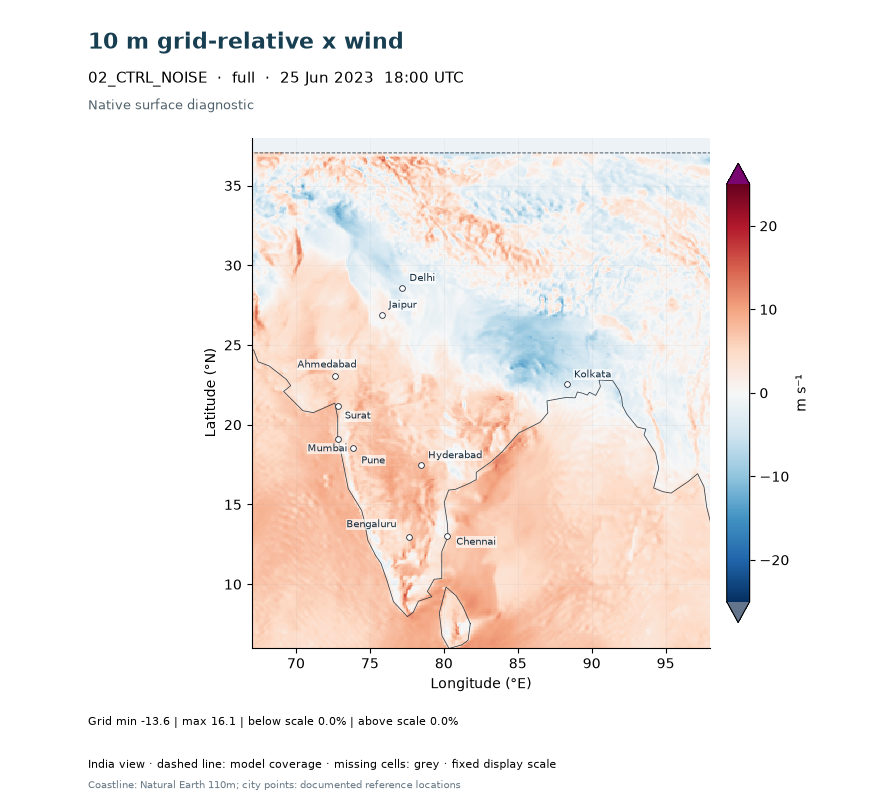 10 m grid-relative x wind
02_CTRL_NOISE · full · 25 Jun 2023 18:00 UTC
Native surface diagnostic
35
30
25
20
15
10
Latitude (°N)
Delhi
Jaipur
Ahmedabad
Kolkata
Surat
Mumbai
Pune
Hyderabad
Bengaluru
Chennai
70
75
80
85
90
95
Longitude (°E)
20
10
0
−10
−20
m s⁻¹
Grid min -13.6 | max 16.1 | below scale 0.0% | above scale 0.0%
India view · dashed line: model coverage · missing cells: grey · fixed display scale
Coastline: Natural Earth 110m; city points: documented reference locations